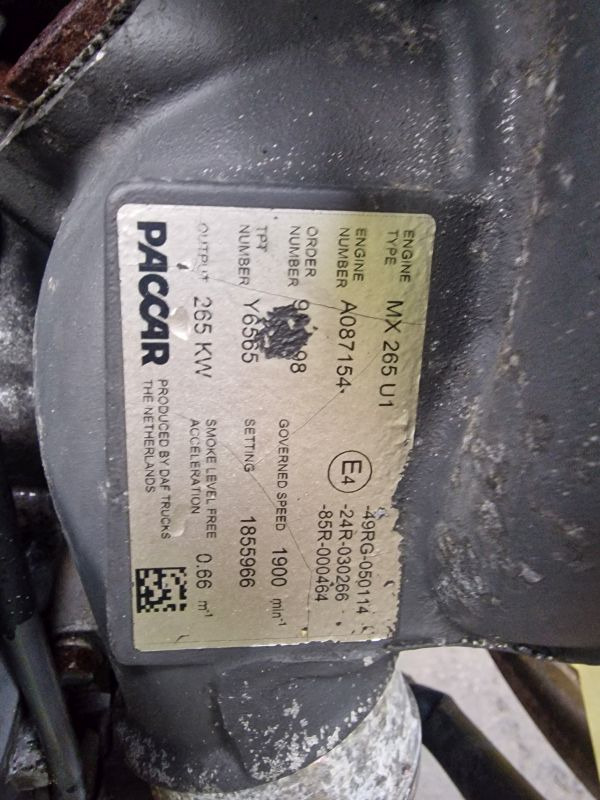 ENGINE TYPE MX 265 U1
ENGINE NUMBER A087154
ORDER NUMBER
TPT NUMBER Y6565
OUTPUT 265 KW
E4
-49RG-050114
-24R-030266
-85R-000464
GOVERNED SPEED 1900 min-1
SETTING 1855966
SMOKE LEVEL FREE ACCELERATION 0.66 m-1
PACCAR
PRODUCED BY DAF TRUCKS
THE NETHERLANDS